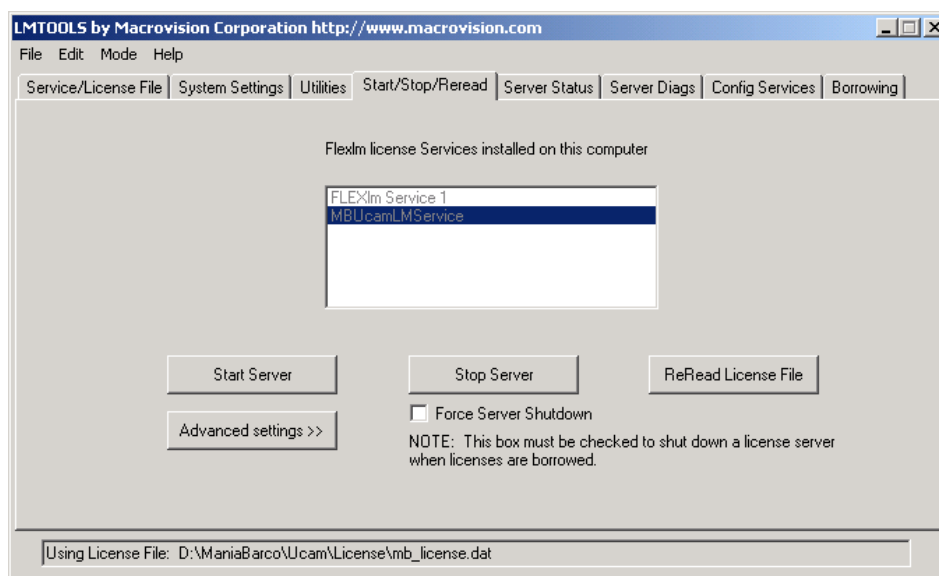 LMTOOLS by Macrovision Corporation http://www.macrovision.com
File Edit Mode Help
Service/License File System Settings Utilities Start/Stop/Reread Server Status Server Diags Config Services Borrowing
Flexlm license Services installed on this computer
FLEXlm Service 1
MBUcamLMService
Start Server Stop Server ReRead License File
Force Server Shutdown
Advanced settings >>
NOTE: This box must be checked to shut down a license server
when licenses are borrowed.
Using License File: D:\ManiaBarco\Ucam\License\mb_license.dat